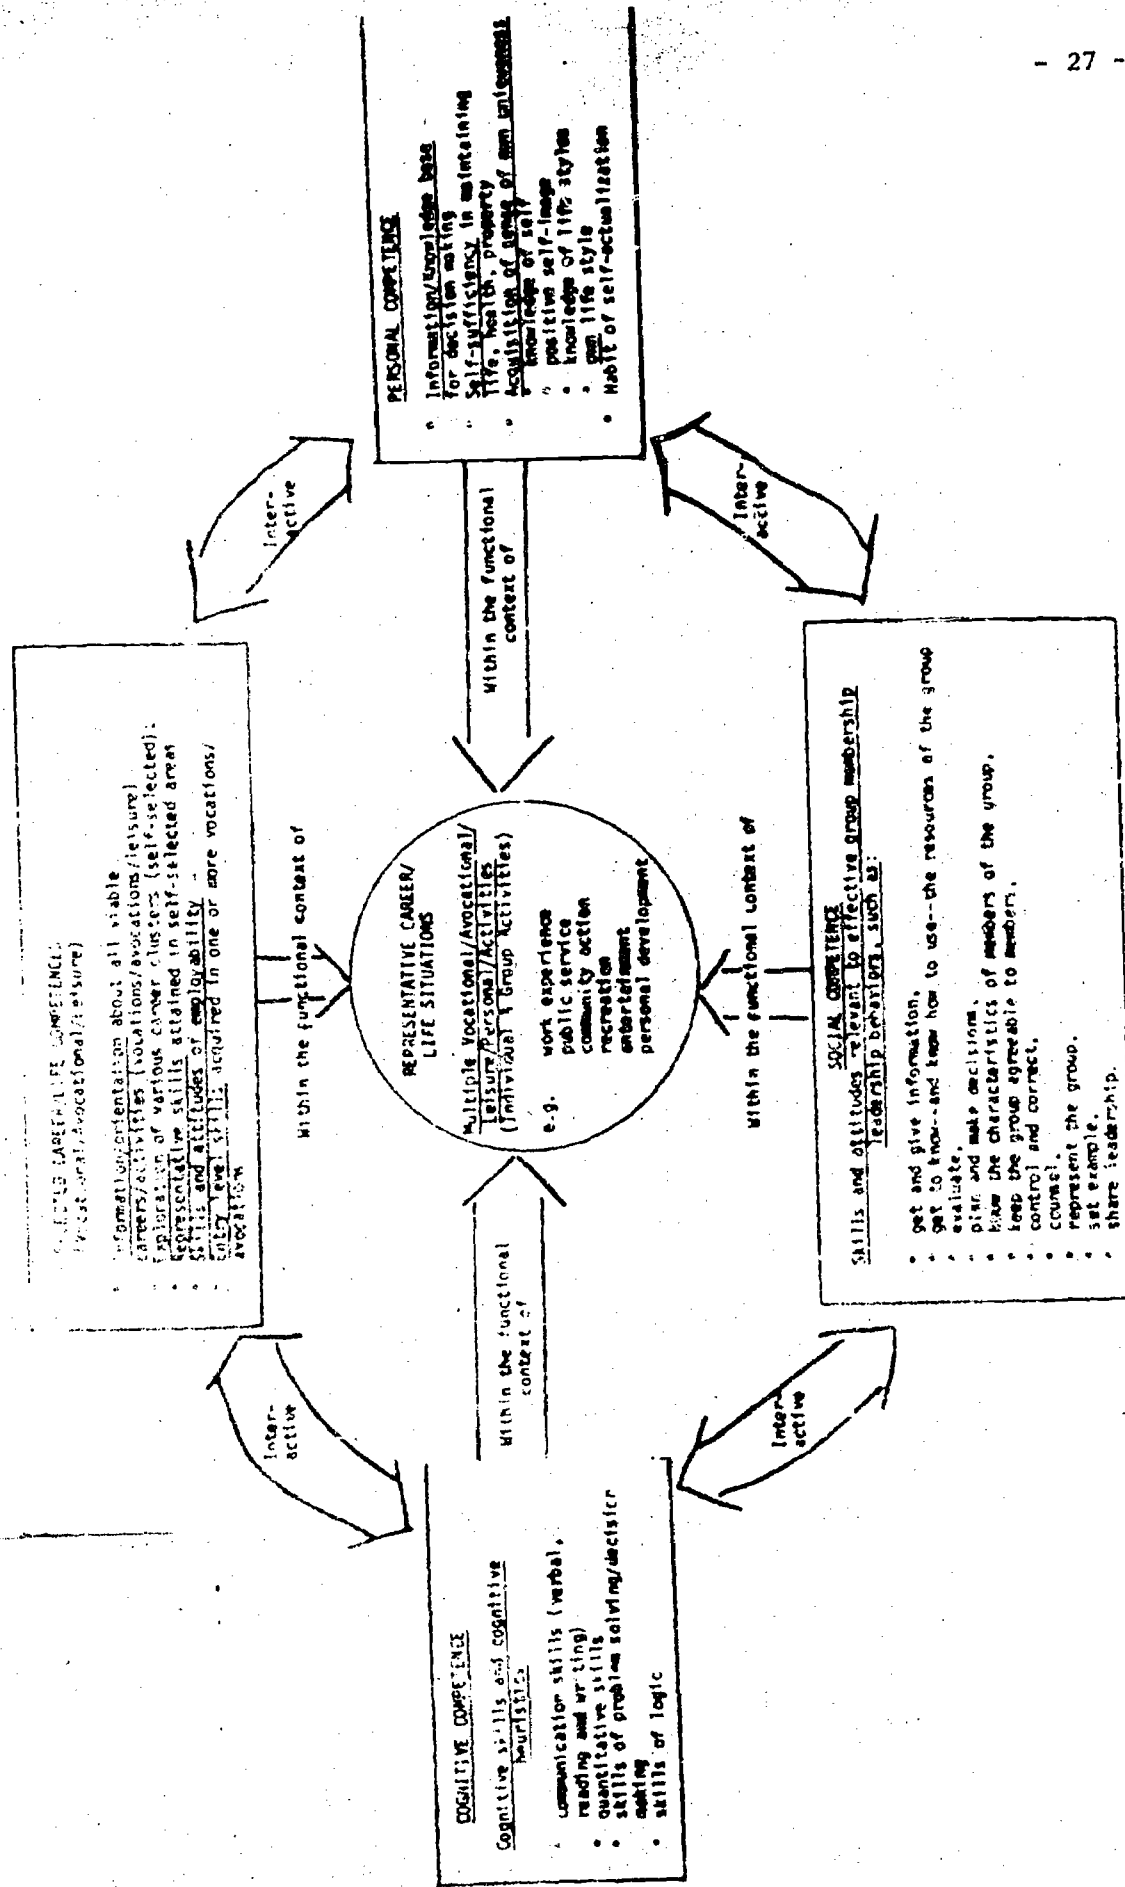 - 27 -
SELECTED CAREER/LIFE COMPETENCE:
(Vocational/Avocational/Leisure)
• Information/orientation about all viable
careers/activities (vocations/avocations/leisure)
• Exploration of various career clusters (self-selected).
• Representative skills attained in self-selected areas
• Skills and attitudes of employability -
• Entry level skills acquired in one or more vocations/
avocations
Inter-
active
Inter-
active
Within the functional context of
COGNITIVE COMPETENCE
Cognitive skills and cognitive
heuristics
• communication skills (verbal,
reading and writing)
• quantitative skills
• skills of problem solving/decision
making
• skills of logic
Within the functional
context of
REPRESENTATIVE CAREER/
LIFE SITUATIONS
Multiple Vocational/Avocational/
Leisure/Personal/Activities
(Individual & Group Activities)
e.g. work experience
public service
community action
recreation
entertainment
personal development
Within the functional
context of
PERSONAL COMPETENCE
• Information/knowledge base
for decision making
• Self-sufficiency in maintaining
life, health, property
• Acquisition of sense of own uniqueness
• knowledge of self
• positive self-image
• knowledge of life styles
• own life style
• Habit of self-actualization
Within the functional context of
Inter-
active
Inter-
active
SOCIAL COMPETENCE
Skills and attitudes relevant to effective group membership
leadership behaviors, such as:
• get and give information.
• get to know--and know how to use--the resources of the group
• evaluate.
• plan and make decisions.
• know the characteristics of members of the group.
• keep the group agreeable to members.
• control and correct.
• counsel.
• represent the group.
• set example.
• share leadership.